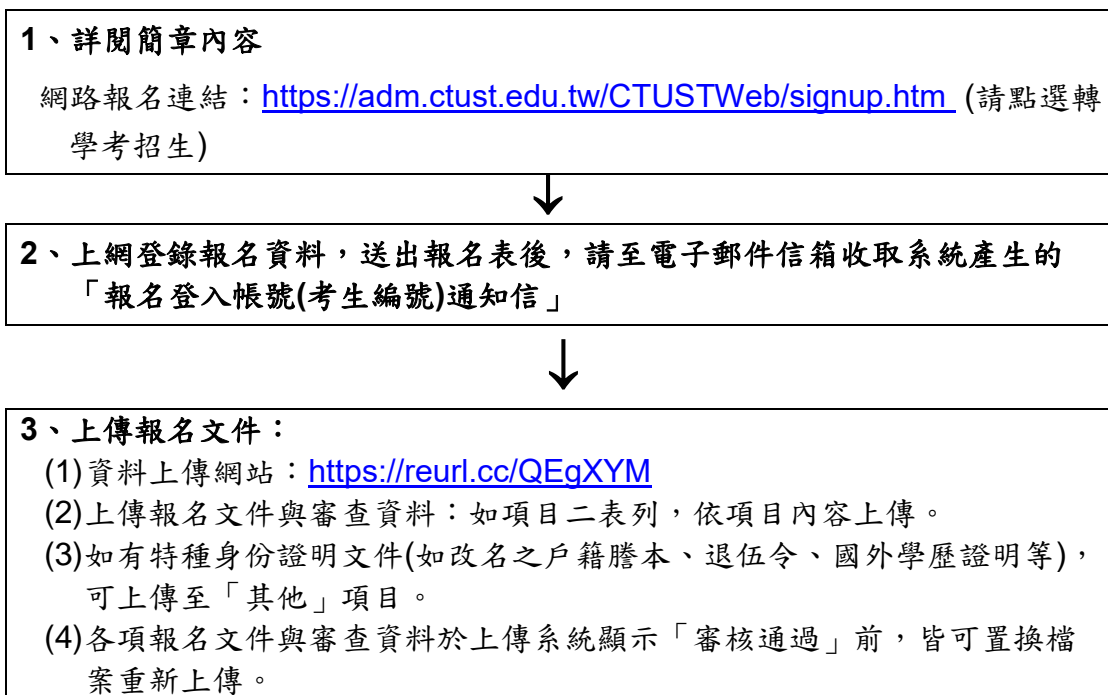 1、詳閱簡章內容
網路報名連結：https://adm.ctust.edu.tw/CTUSTWeb/signup.htm (請點選轉
學考招生)
↓
2、上網登錄報名資料，送出報名表後，請至電子郵件信箱收取系統產生的
「報名登入帳號(考生編號)通知信」
↓
3、上傳報名文件：
(1)資料上傳網站：https://reurl.cc/QEgXYM
(2)上傳報名文件與審查資料：如項目二表列，依項目內容上傳。
(3)如有特種身份證明文件(如改名之戶籍謄本、退伍令、國外學歷證明等)，
可上傳至「其他」項目。
(4)各項報名文件與審查資料於上傳系統顯示「審核通過」前，皆可置換檔
案重新上傳。